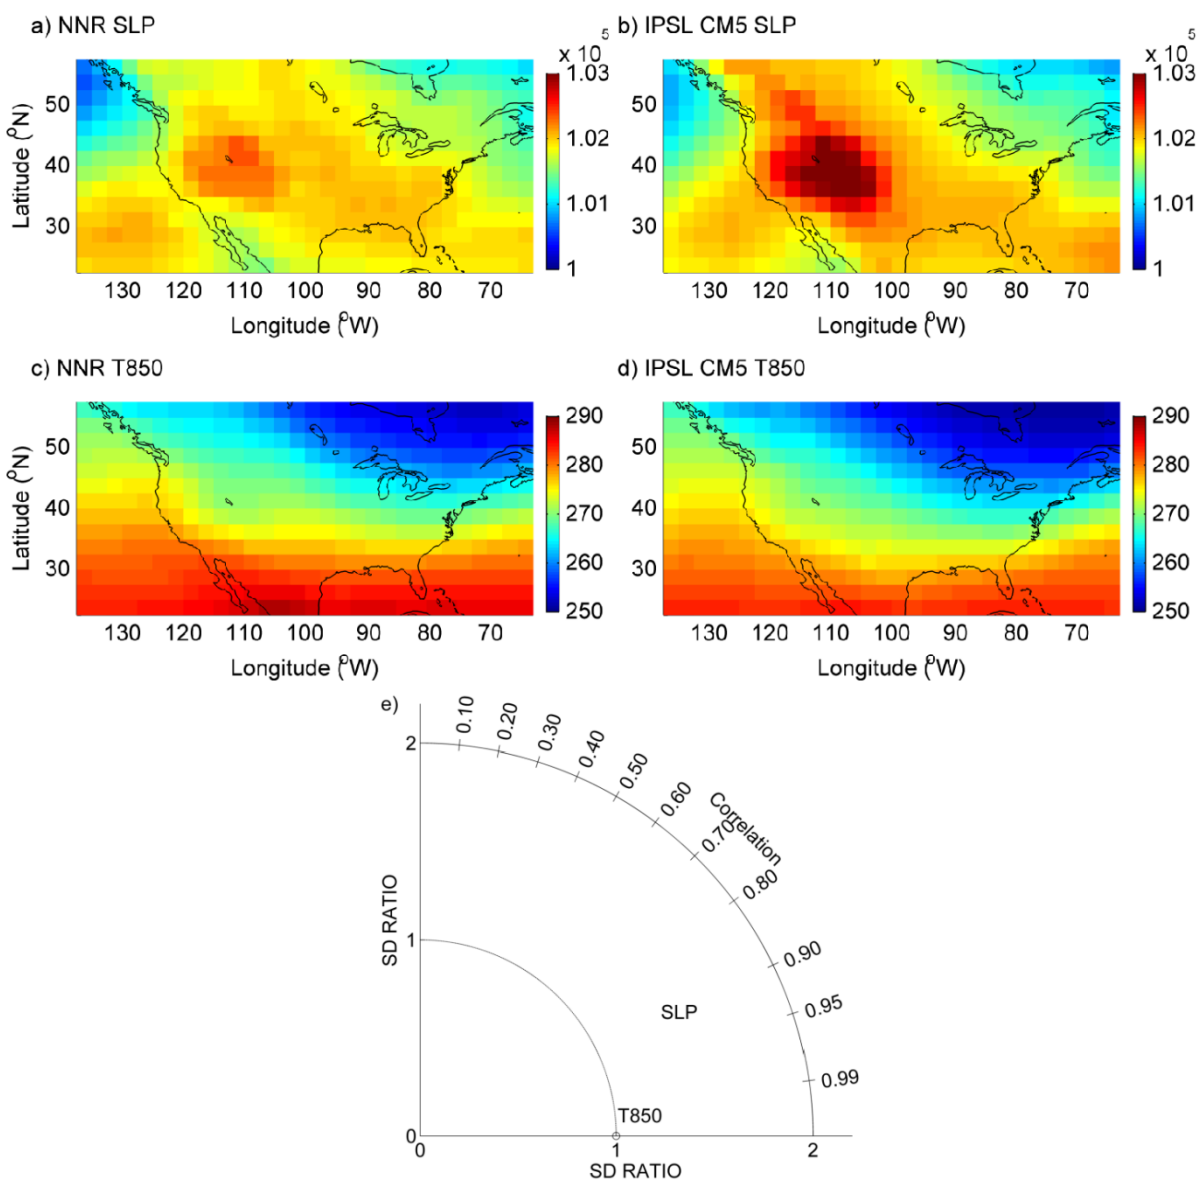 a) NNR SLP
b) IPSL CM5 SLP
x 10 5
x 10 5
Latitude (oN)
50
40
30
130 120 110 100 90 80 70
Longitude (oW)
1.03
1.02
1.01
1
50
40
30
130 120 110 100 90 80 70
Longitude (oW)
1.03
1.02
1.01
1
c) NNR T850
d) IPSL CM5 T850
Latitude (oN)
50
40
30
130 120 110 100 90 80 70
Longitude (oW)
290
280
270
260
250
50
40
30
130 120 110 100 90 80 70
Longitude (oW)
290
280
270
260
250
e)
0.10
0.20
0.30
0.40
0.50
0.60
0.70
0.80
0.90
0.95
0.99
Correlation
SD RATIO
2
1
0
SLP
T850
0 1 2
SD RATIO